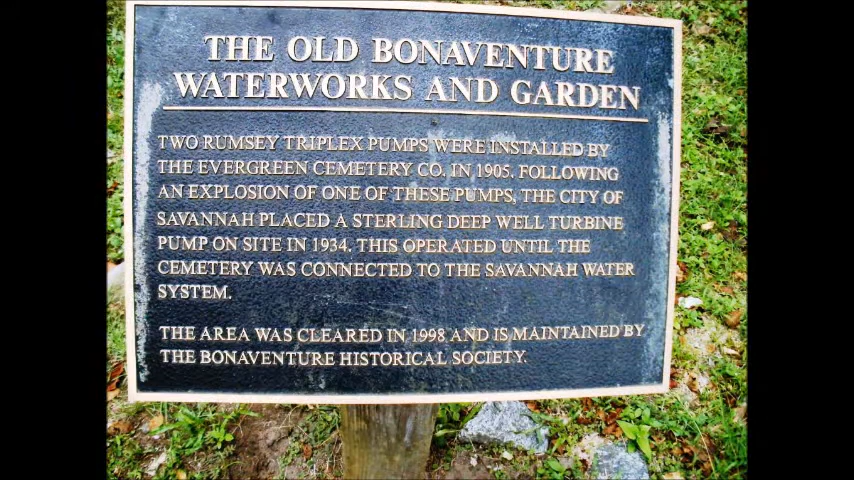 THE OLD BONAVENTURE
WATERWORKS AND GARDEN
TWO RUMSEY TRIPLEX PUMPS WERE INSTALLED BY
THE EVERGREEN CEMETERY CO. IN 1905. FOLLOWING
AN EXPLOSION OF ONE OF THESE PUMPS, THE CITY OF
SAVANNAH PLACED A STERLING DEEP WELL TURBINE
PUMP ON SITE IN 1934. THIS OPERATED UNTIL THE
CEMETERY WAS CONNECTED TO THE SAVANNAH WATER
SYSTEM.
THE AREA WAS CLEARED IN 1998 AND IS MAINTAINED BY
THE BONAVENTURE HISTORICAL SOCIETY.